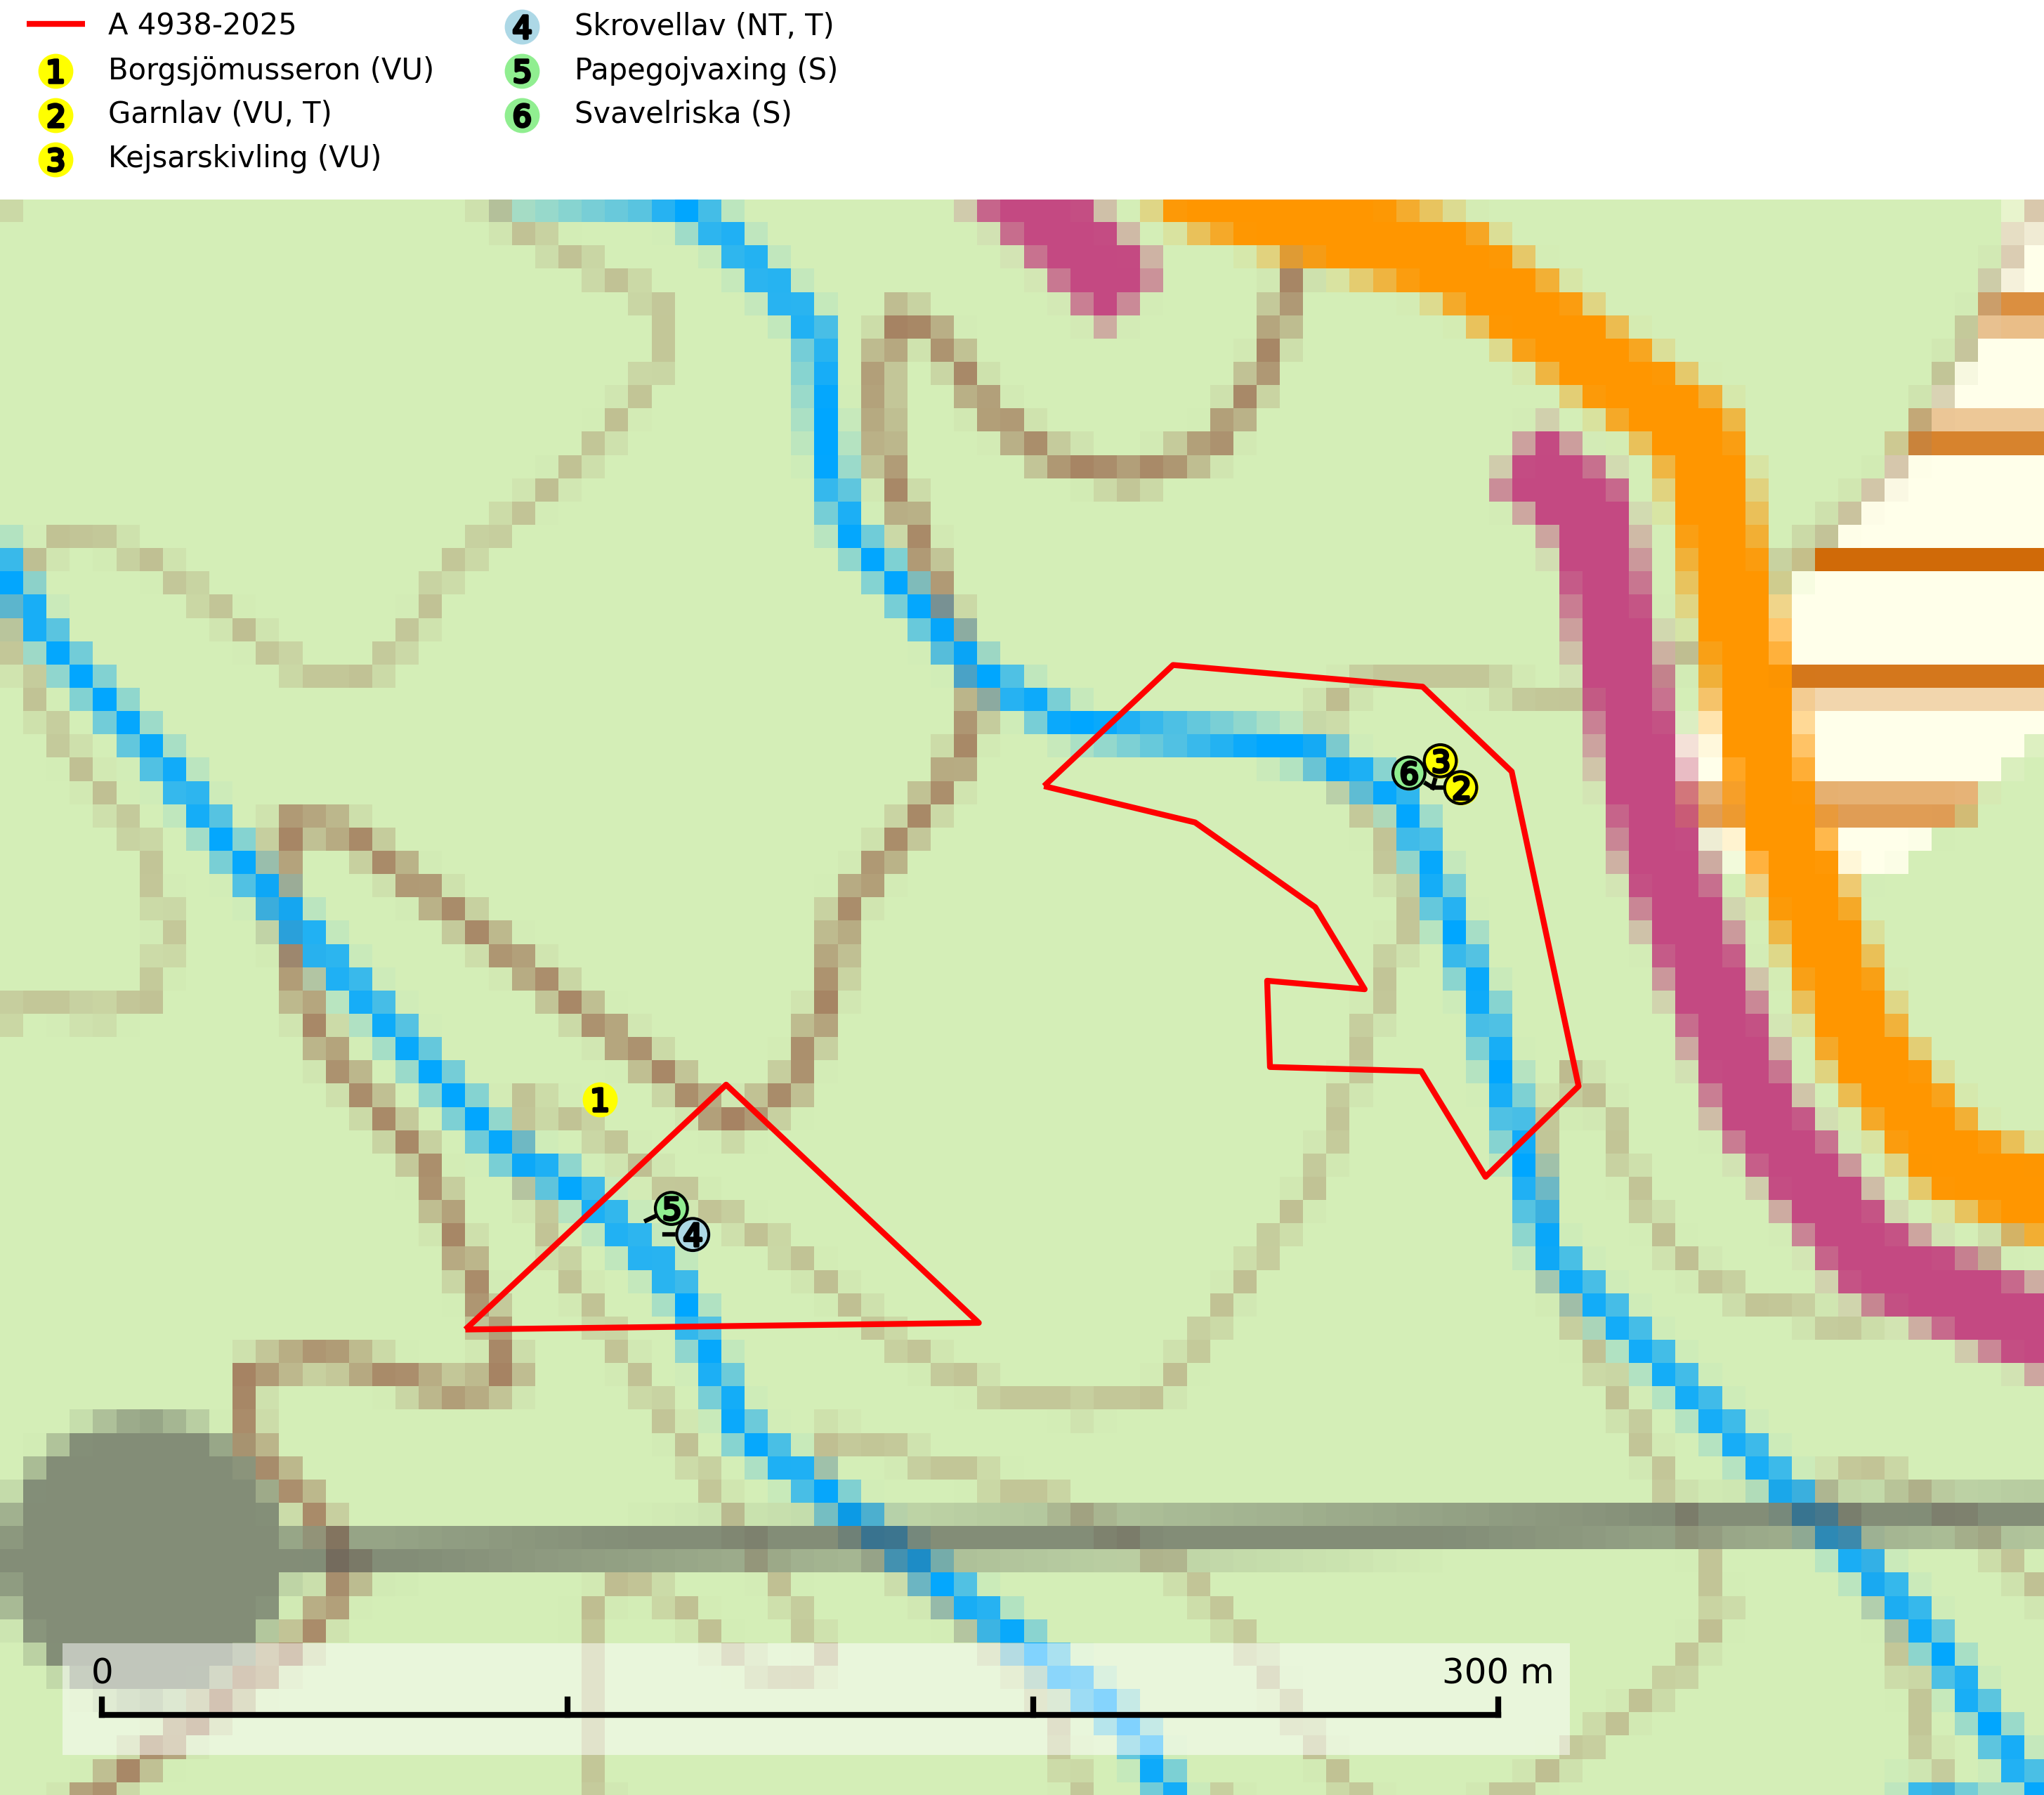 A 4938-2025
1 Borgsjömusseron (VU)
2 Garnlav (VU, T)
3 Kejsarskivling (VU)
4 Skrovellav (NT, T)
5 Papegojvaxing (S)
6 Svavelriska (S)
6 3
2
1
5
4
0 300 m